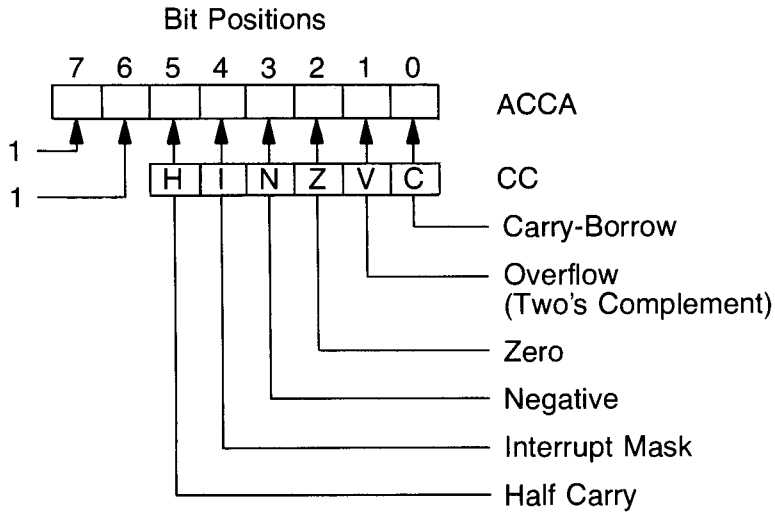 Bit Positions
7 6 5 4 3 2 1 0
ACCA
1
H I N Z V C
CC
1
Carry-Borrow
Overflow
(Two's Complement)
Zero
Negative
Interrupt Mask
Half Carry